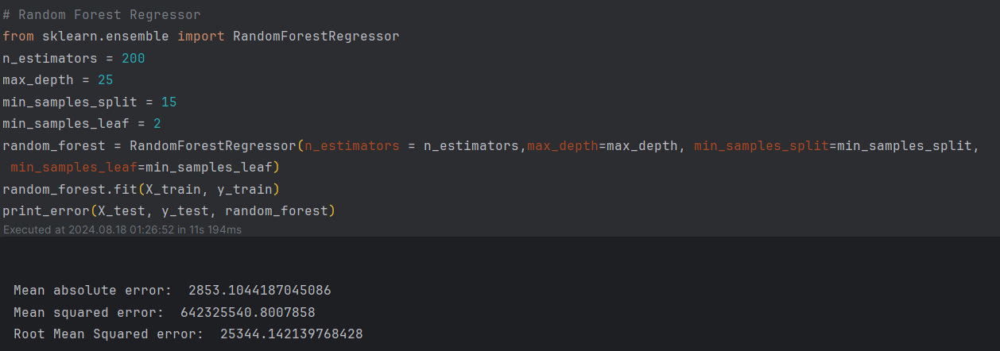 # Random Forest Regressor
from sklearn.ensemble import RandomForestRegressor
n_estimators = 200
max_depth = 25
min_samples_split = 15
min_samples_leaf = 2
random_forest = RandomForestRegressor(n_estimators = n_estimators,max_depth=max_depth, min_samples_split=min_samples_split,
 min_samples_leaf=min_samples_leaf)
random_forest.fit(X_train, y_train)
print_error(X_test, y_test, random_forest)
Executed at 2024.08.18 01:26:52 in 11s 194ms
Mean absolute error:  2853.1044187045086
Mean squared error:  642325540.8007858
Root Mean Squared error:  25344.142139768428